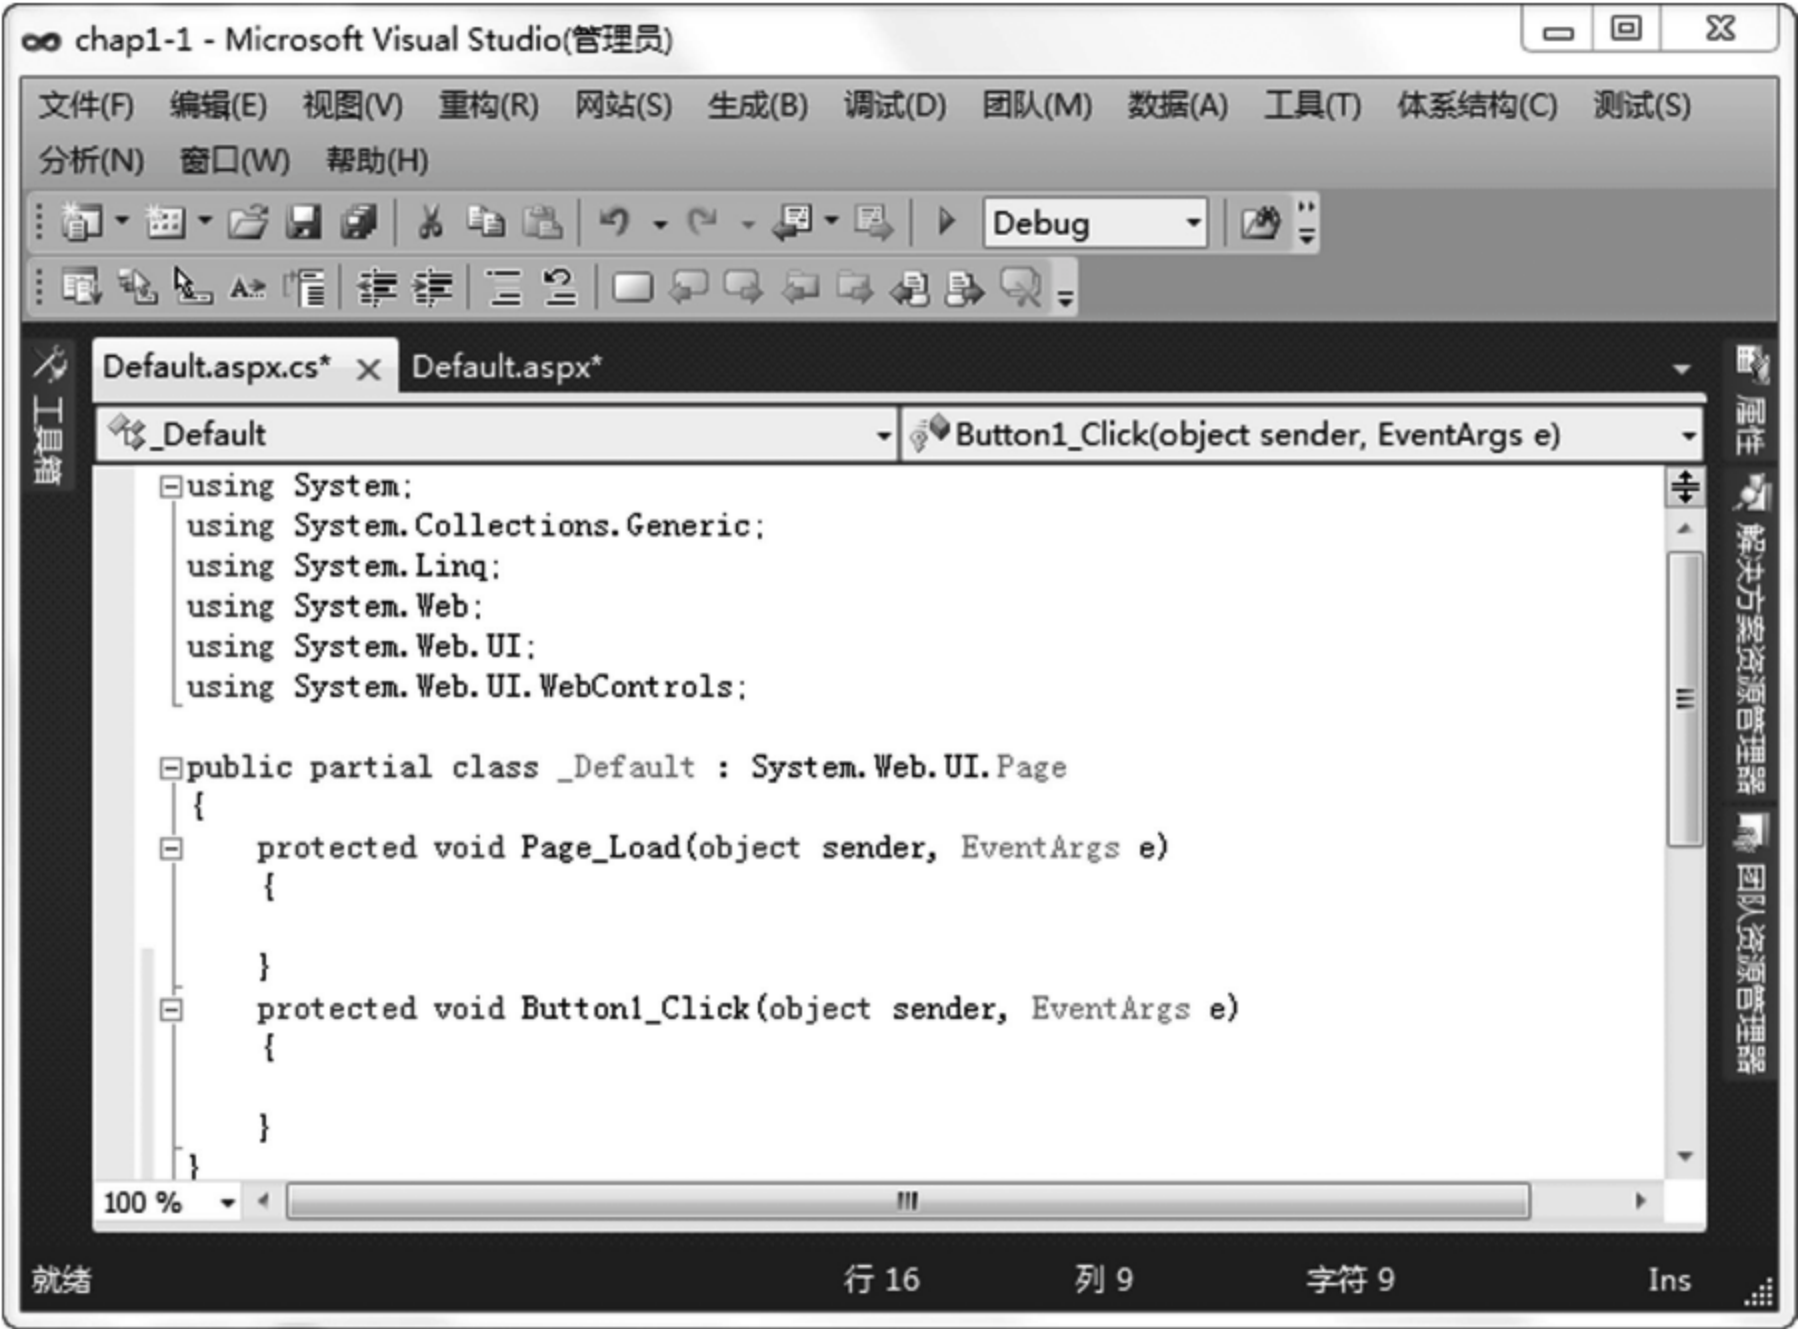 chap1-1 - Microsoft Visual Studio(管理员)
文件(F) 编辑(E) 视图(V) 重构(R) 网站(S) 生成(B) 调试(D) 团队(M) 数据(A) 工具(T) 体系结构(C) 测试(S)
分析(N) 窗口(W) 帮助(H)
Debug
工具箱
Default.aspx.cs* Default.aspx*
_Default Button1_Click(object sender, EventArgs e)
using System;
using System.Collections.Generic;
using System.Linq;
using System.Web;
using System.Web.UI;
using System.Web.UI.WebControls;
public partial class _Default : System.Web.UI.Page
{
protected void Page_Load(object sender, EventArgs e)
{
}
protected void Button1_Click(object sender, EventArgs e)
{
}
}
100 %
属性
解决方案资源管理器
团队资源管理器
就绪 行 16 列 9 字符 9 Ins